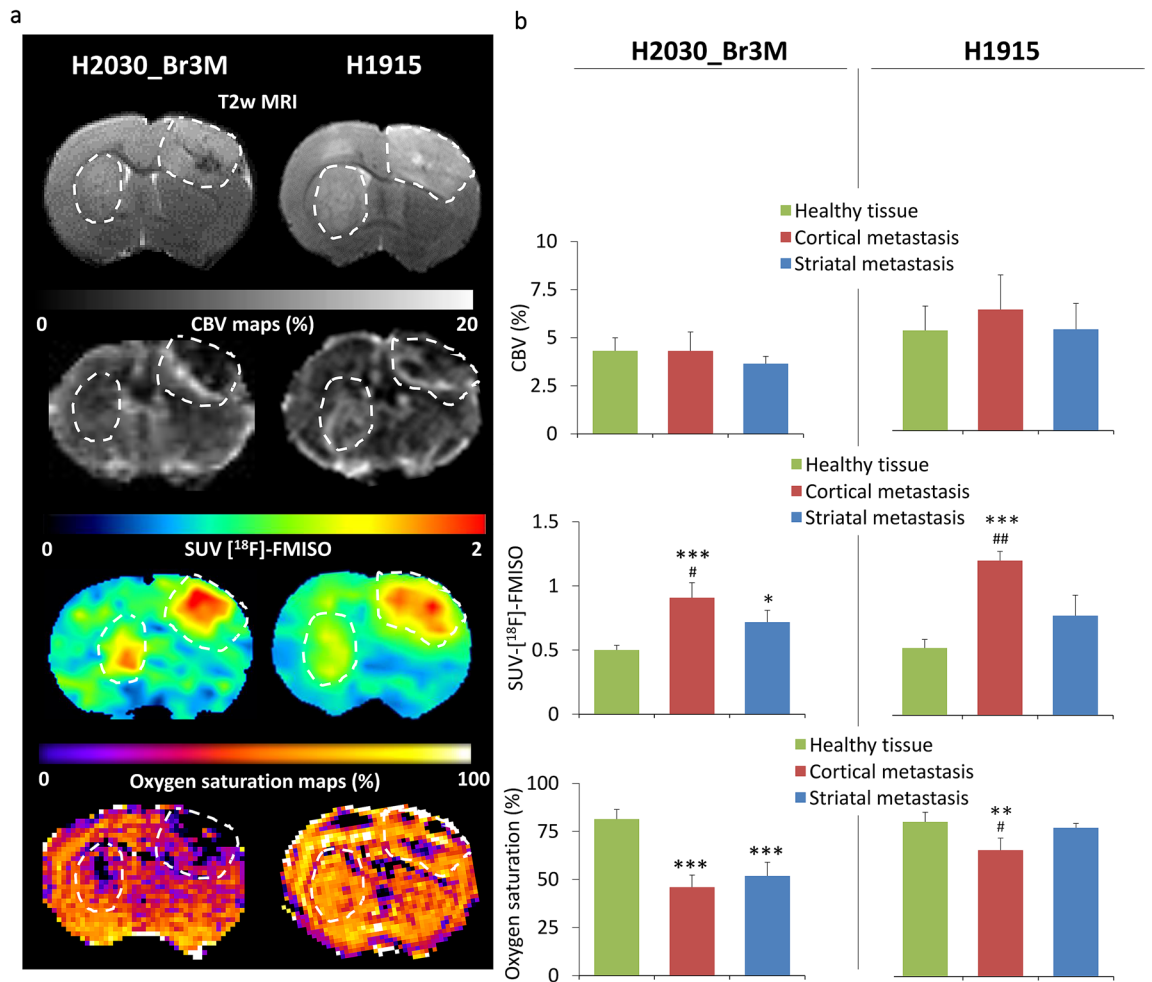 a
H2030_Br3M H1915
T2w MRI
0 CBV maps (%) 20
0 SUV [18F]-FMISO 2
0 Oxygen saturation maps (%) 100
b
H2030_Br3M H1915
Healthy tissue
Cortical metastasis
Striatal metastasis
CBV (%)
10
7.5
5
2.5
0
Healthy tissue
Cortical metastasis
Striatal metastasis
SUV-[18F]-FMISO
1.5
1
0.5
0
*** 
#
*
***
##
Healthy tissue
Cortical metastasis
Striatal metastasis
Oxygen saturation (%)
100
75
50
25
0
***
***
**
#